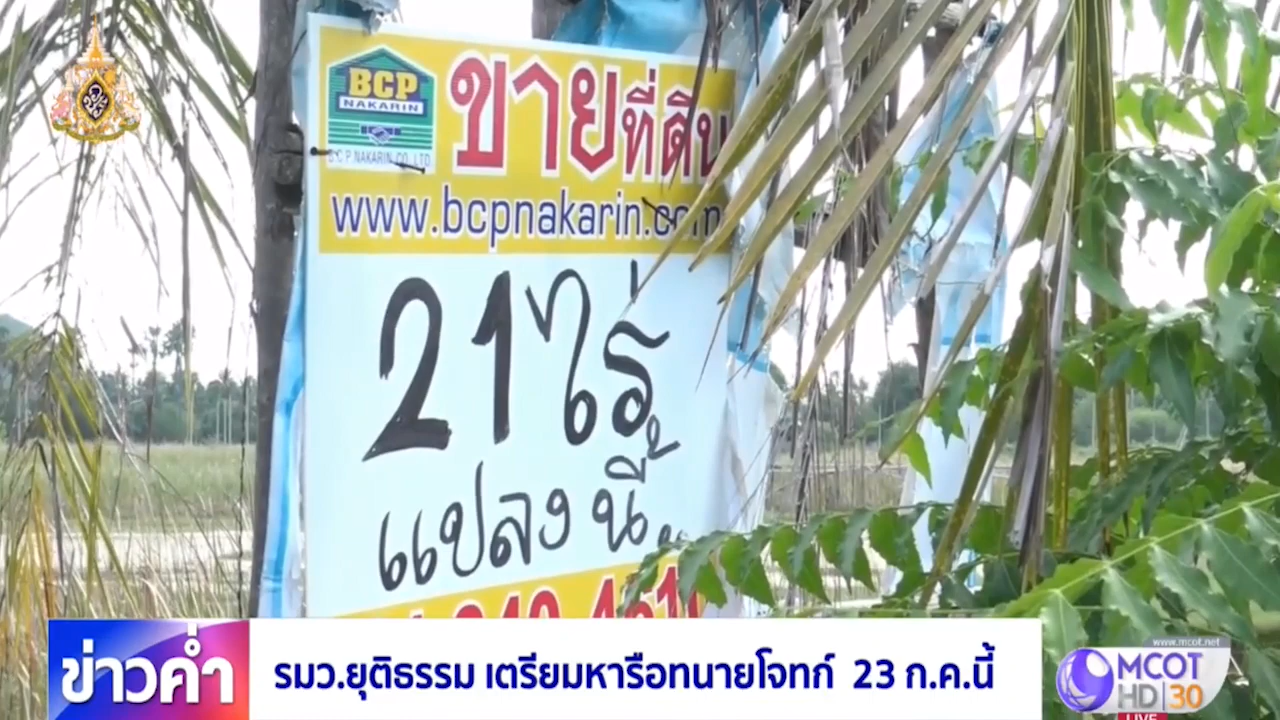 BCP
NAKARIN
B.C.P. NAKARIN CO.,LTD.
ขายที่ดิน
www.bcpnakarin.com
21ไร่
แปลงนี้
ข่าวค่ำ
รมว.ยุติธรรม เตรียมหารือทนายโจทก์ 23 ก.ค.นี้
www.mcot.net
MCOT
HD 30
LIVE